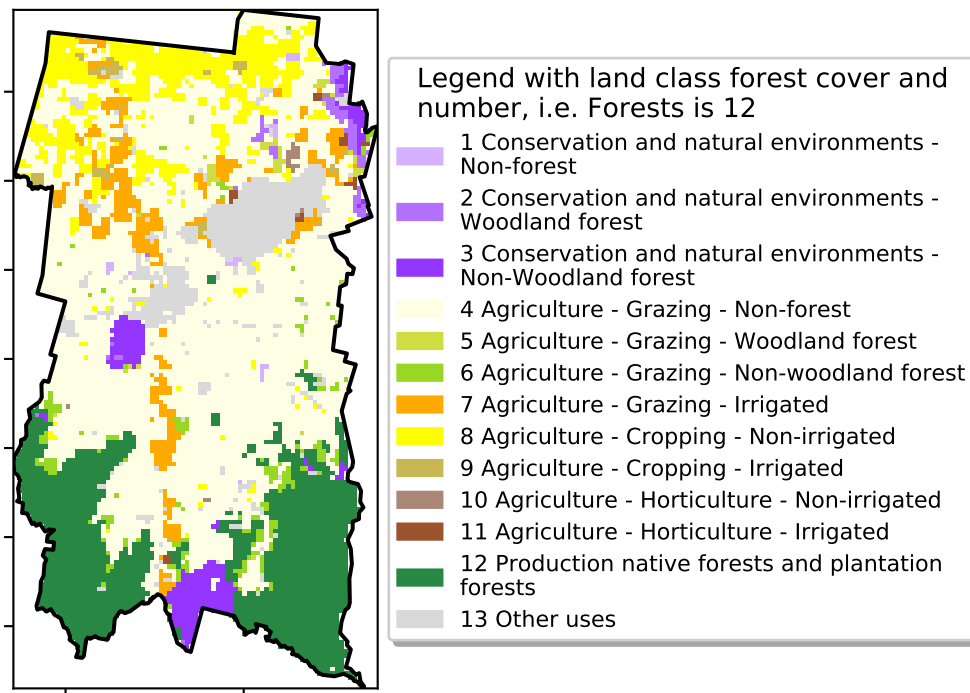 Legend with land class forest cover and
number, i.e. Forests is 12
1 Conservation and natural environments -
Non-forest
2 Conservation and natural environments -
Woodland forest
3 Conservation and natural environments -
Non-Woodland forest
4 Agriculture - Grazing - Non-forest
5 Agriculture - Grazing - Woodland forest
6 Agriculture - Grazing - Non-woodland forest
7 Agriculture - Grazing - Irrigated
8 Agriculture - Cropping - Non-irrigated
9 Agriculture - Cropping - Irrigated
10 Agriculture - Horticulture - Non-irrigated
11 Agriculture - Horticulture - Irrigated
12 Production native forests and plantation
forests
13 Other uses